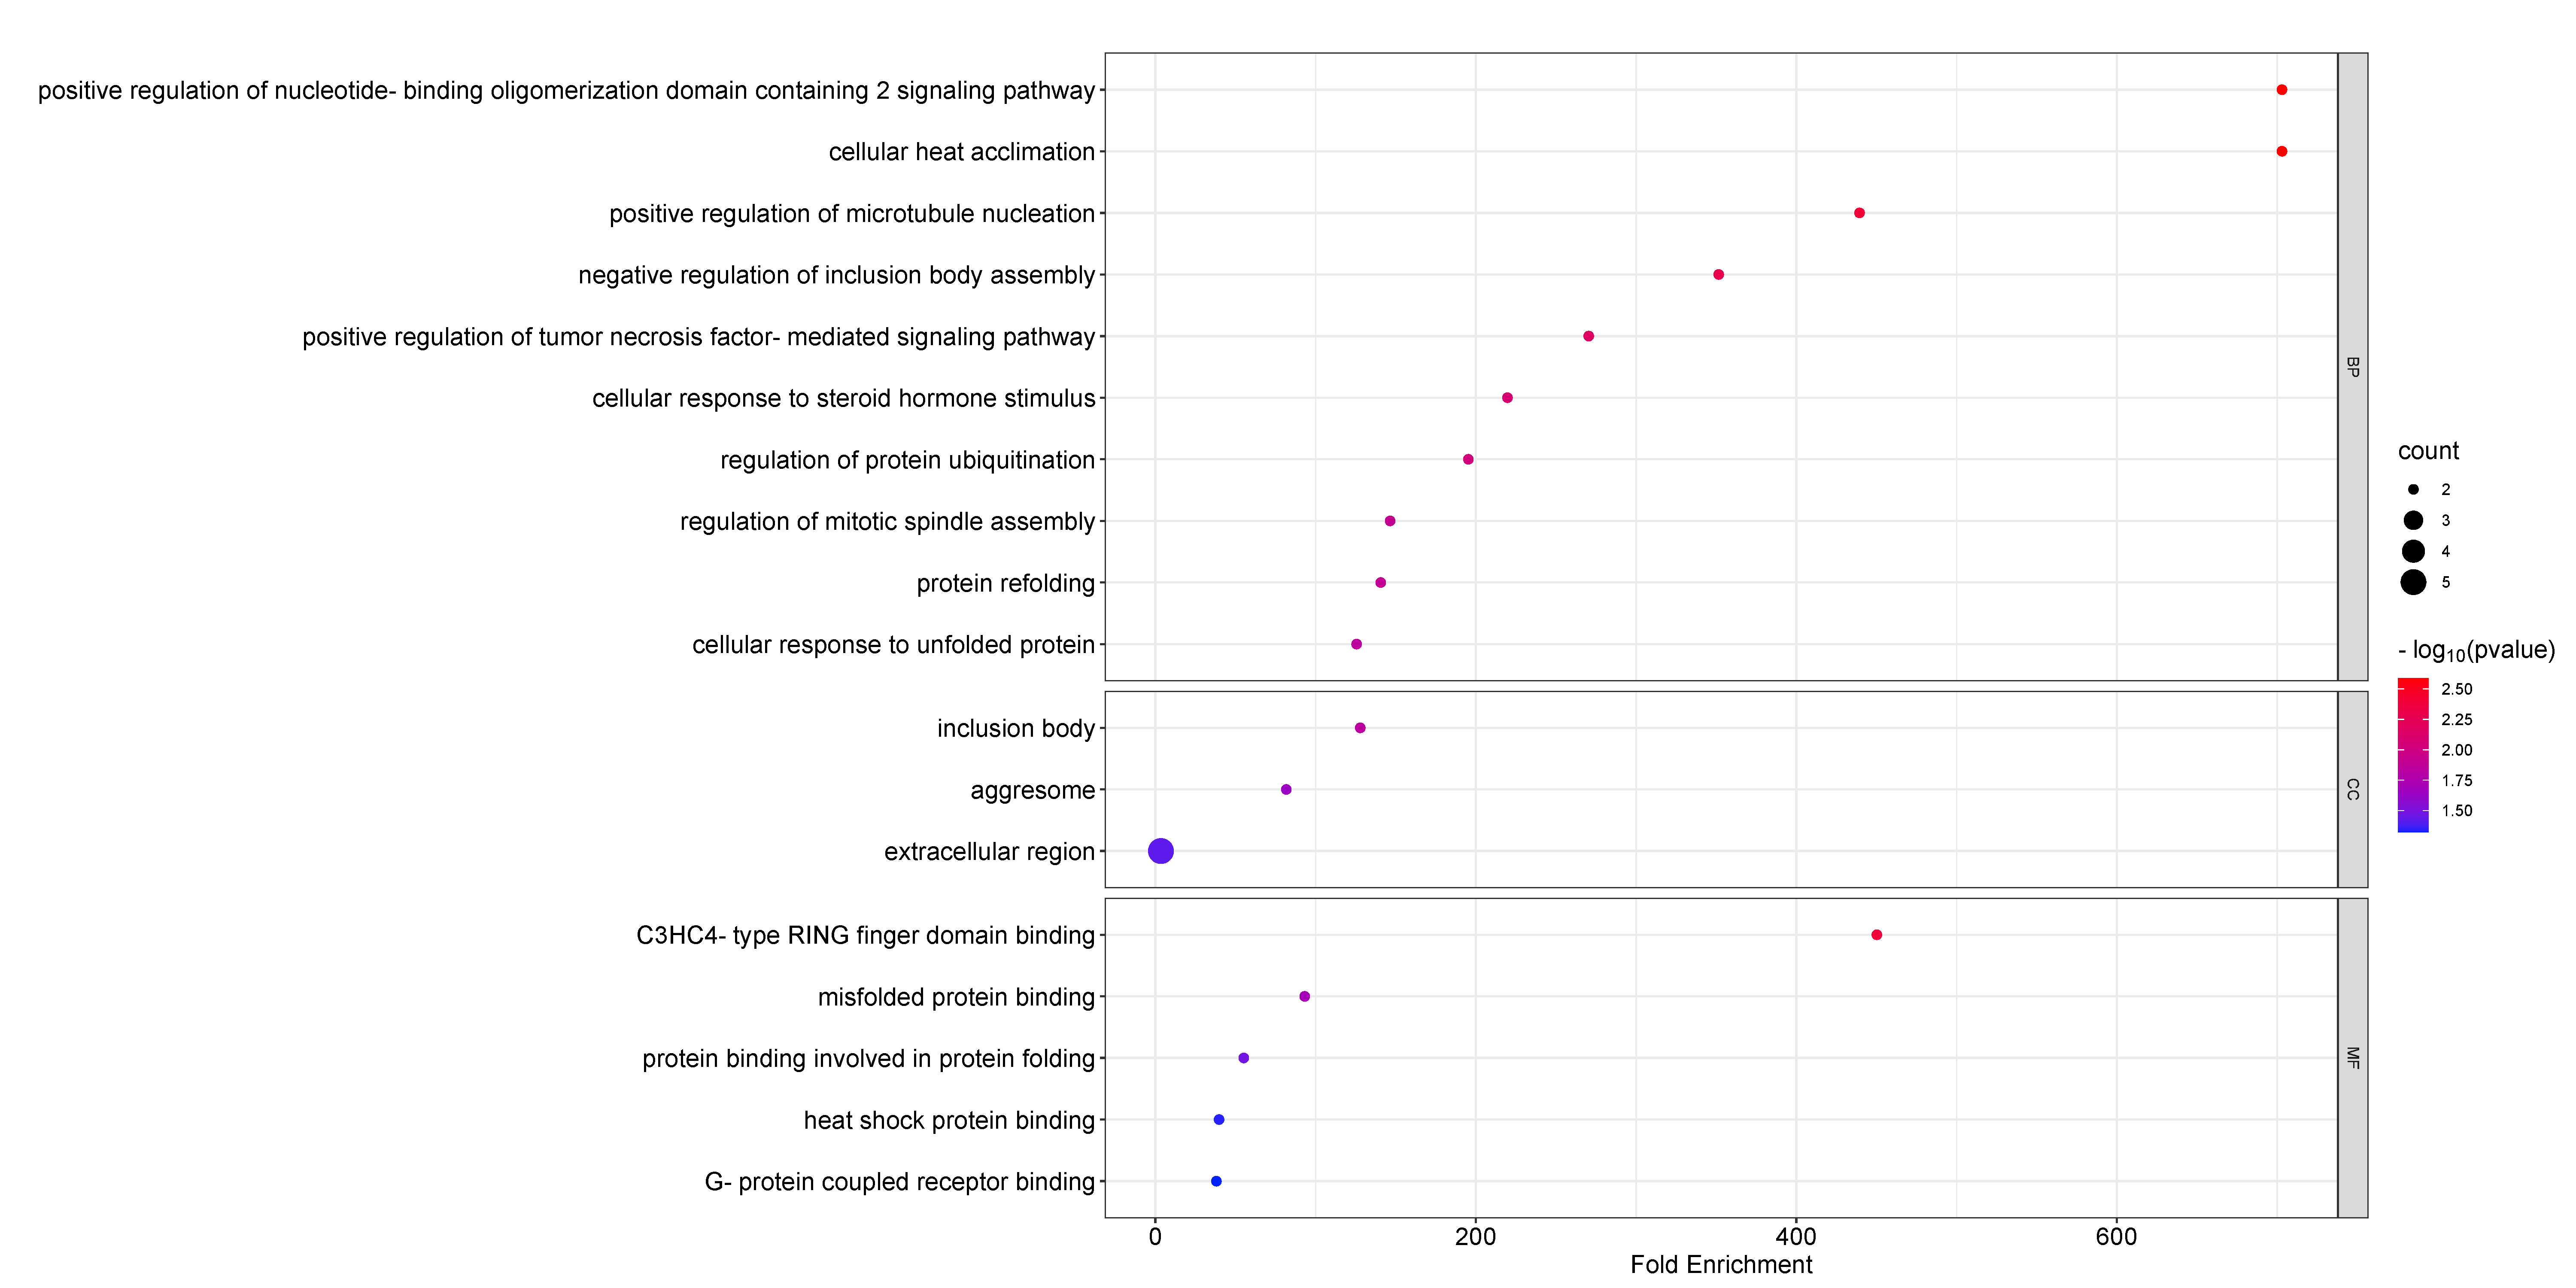 positive regulation of nucleotide- binding oligomerization domain containing 2 signaling pathway
cellular heat acclimation
positive regulation of microtubule nucleation
negative regulation of inclusion body assembly
positive regulation of tumor necrosis factor- mediated signaling pathway
cellular response to steroid hormone stimulus
regulation of protein ubiquitination
regulation of mitotic spindle assembly
protein refolding
cellular response to unfolded protein
BP
inclusion body
aggresome
extracellular region
CC
C3HC4- type RING finger domain binding
misfolded protein binding
protein binding involved in protein folding
heat shock protein binding
G- protein coupled receptor binding
MF
0 200 400 600
Fold Enrichment
count
2
3
4
5
- log₁₀(pvalue)
2.50
2.25
2.00
1.75
1.50